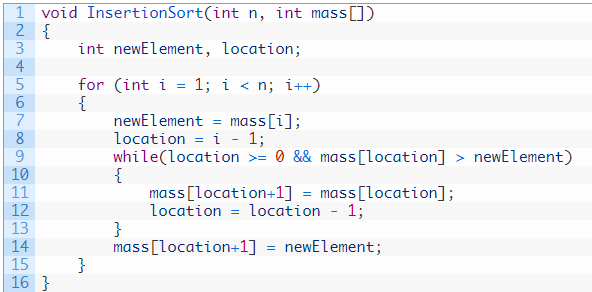 1 void InsertionSort(int n, int mass[])
2 {
3     int newElement, location;
4
5     for (int i = 1; i < n; i++)
6     {
7         newElement = mass[i];
8         location = i - 1;
9         while(location >= 0 && mass[location] > newElement)
10         {
11             mass[location+1] = mass[location];
12             location = location - 1;
13         }
14         mass[location+1] = newElement;
15     }
16 }